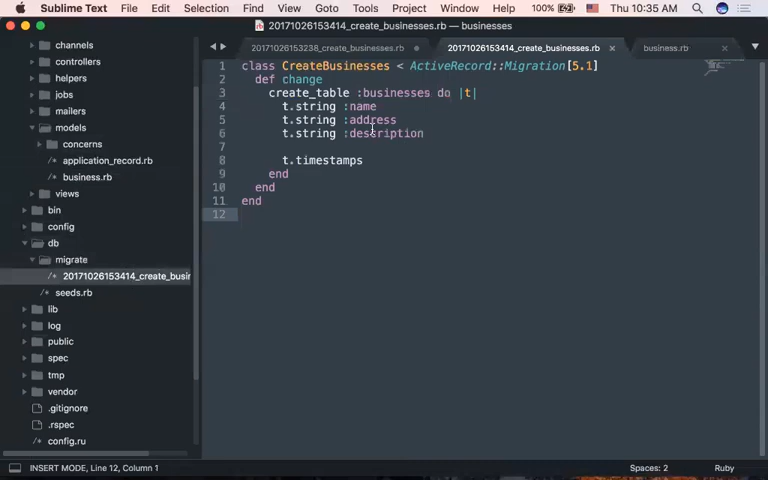 Sublime Text File Edit Selection Find View Goto Tools Project Window Help 100% Thu 10:35 AM
20171026153414_create_businesses.rb — businesses
channels
controllers
helpers
jobs
mailers
models
concerns
application_record.rb
business.rb
views
bin
config
db
migrate
20171026153414_create_busin
seeds.rb
lib
log
public
spec
tmp
vendor
.gitignore
.rspec
config.ru
20171026153238_create_businesses.rb 20171026153414_create_businesses.rb business.rb
1 class CreateBusinesses < ActiveRecord::Migration[5.1]
2 def change
3 create_table :businesses do |t|
4 t.string :name
5 t.string :address
6 t.string :description
7
8 t.timestamps
9 end
10 end
11 end
12
INSERT MODE, Line 12, Column 1 Spaces: 2 Ruby